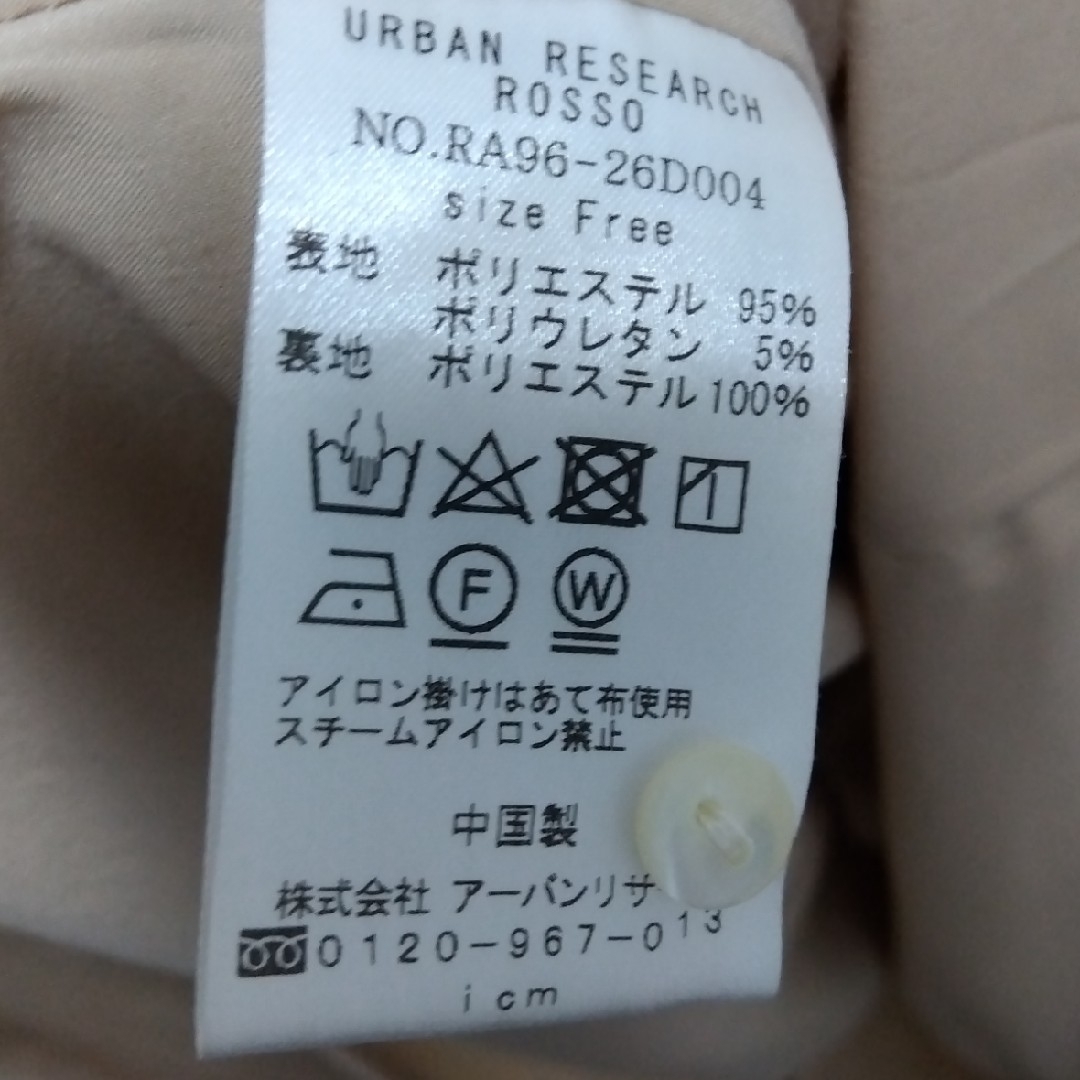 URBAN RESEARCH
ROSSO
NO.RA96-26D004
size Free
表地 ポリエステル 95%
ポリウレタン 5%
裏地 ポリエステル 100%
F W
アイロン掛けはあて布使用
スチームアイロン禁止
中国製
株式会社 アーバンリサ
0120-967-013
icm